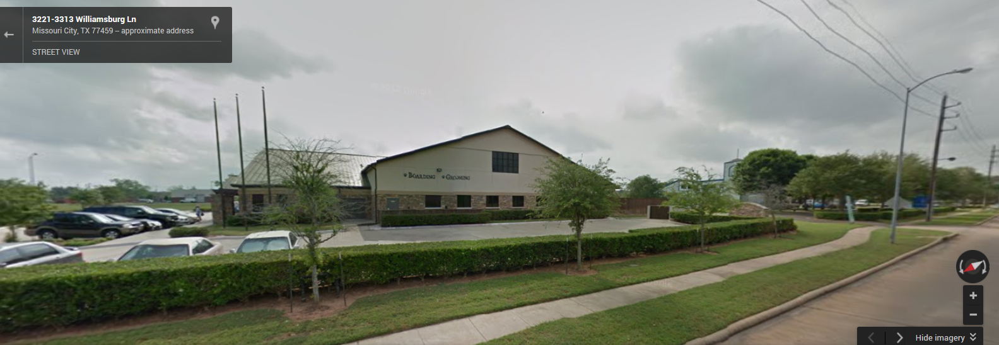 3221-3313 Williamsburg Ln
Missouri City, TX 77459 – approximate address
STREET VIEW
BOARDING GROOMING
Hide imagery